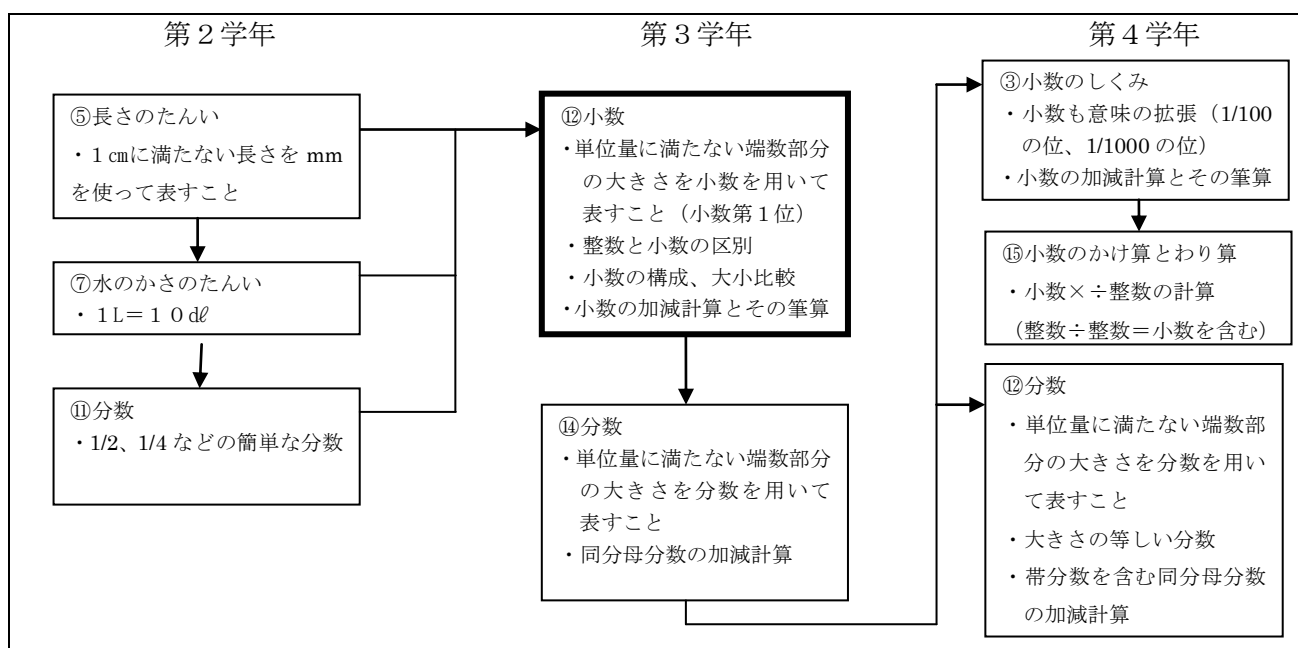 第２学年
⑤長さのたんい
・１㎝に満たない長さを mm
を使って表すこと
⑦水のかさのたんい
・１L＝１０㎗
⑪分数
・1/2、1/4 などの簡単な分数
第３学年
⑫小数
・単位量に満たない端数部分
の大きさを小数を用いて
表すこと（小数第１位）
・整数と小数の区別
・小数の構成、大小比較
・小数の加減計算とその筆算
⑭分数
・単位量に満たない端数部分
の大きさを分数を用いて
表すこと
・同分母分数の加減計算
第４学年
③小数のしくみ
・小数も意味の拡張（1/100
の位、1/1000 の位）
・小数の加減計算とその筆算
⑮小数のかけ算とわり算
・小数×÷整数の計算
（整数÷整数＝小数を含む）
⑫分数
・単位量に満たない端数部
分の大きさを分数を用い
て表すこと
・大きさの等しい分数
・帯分数を含む同分母分数
の加減計算